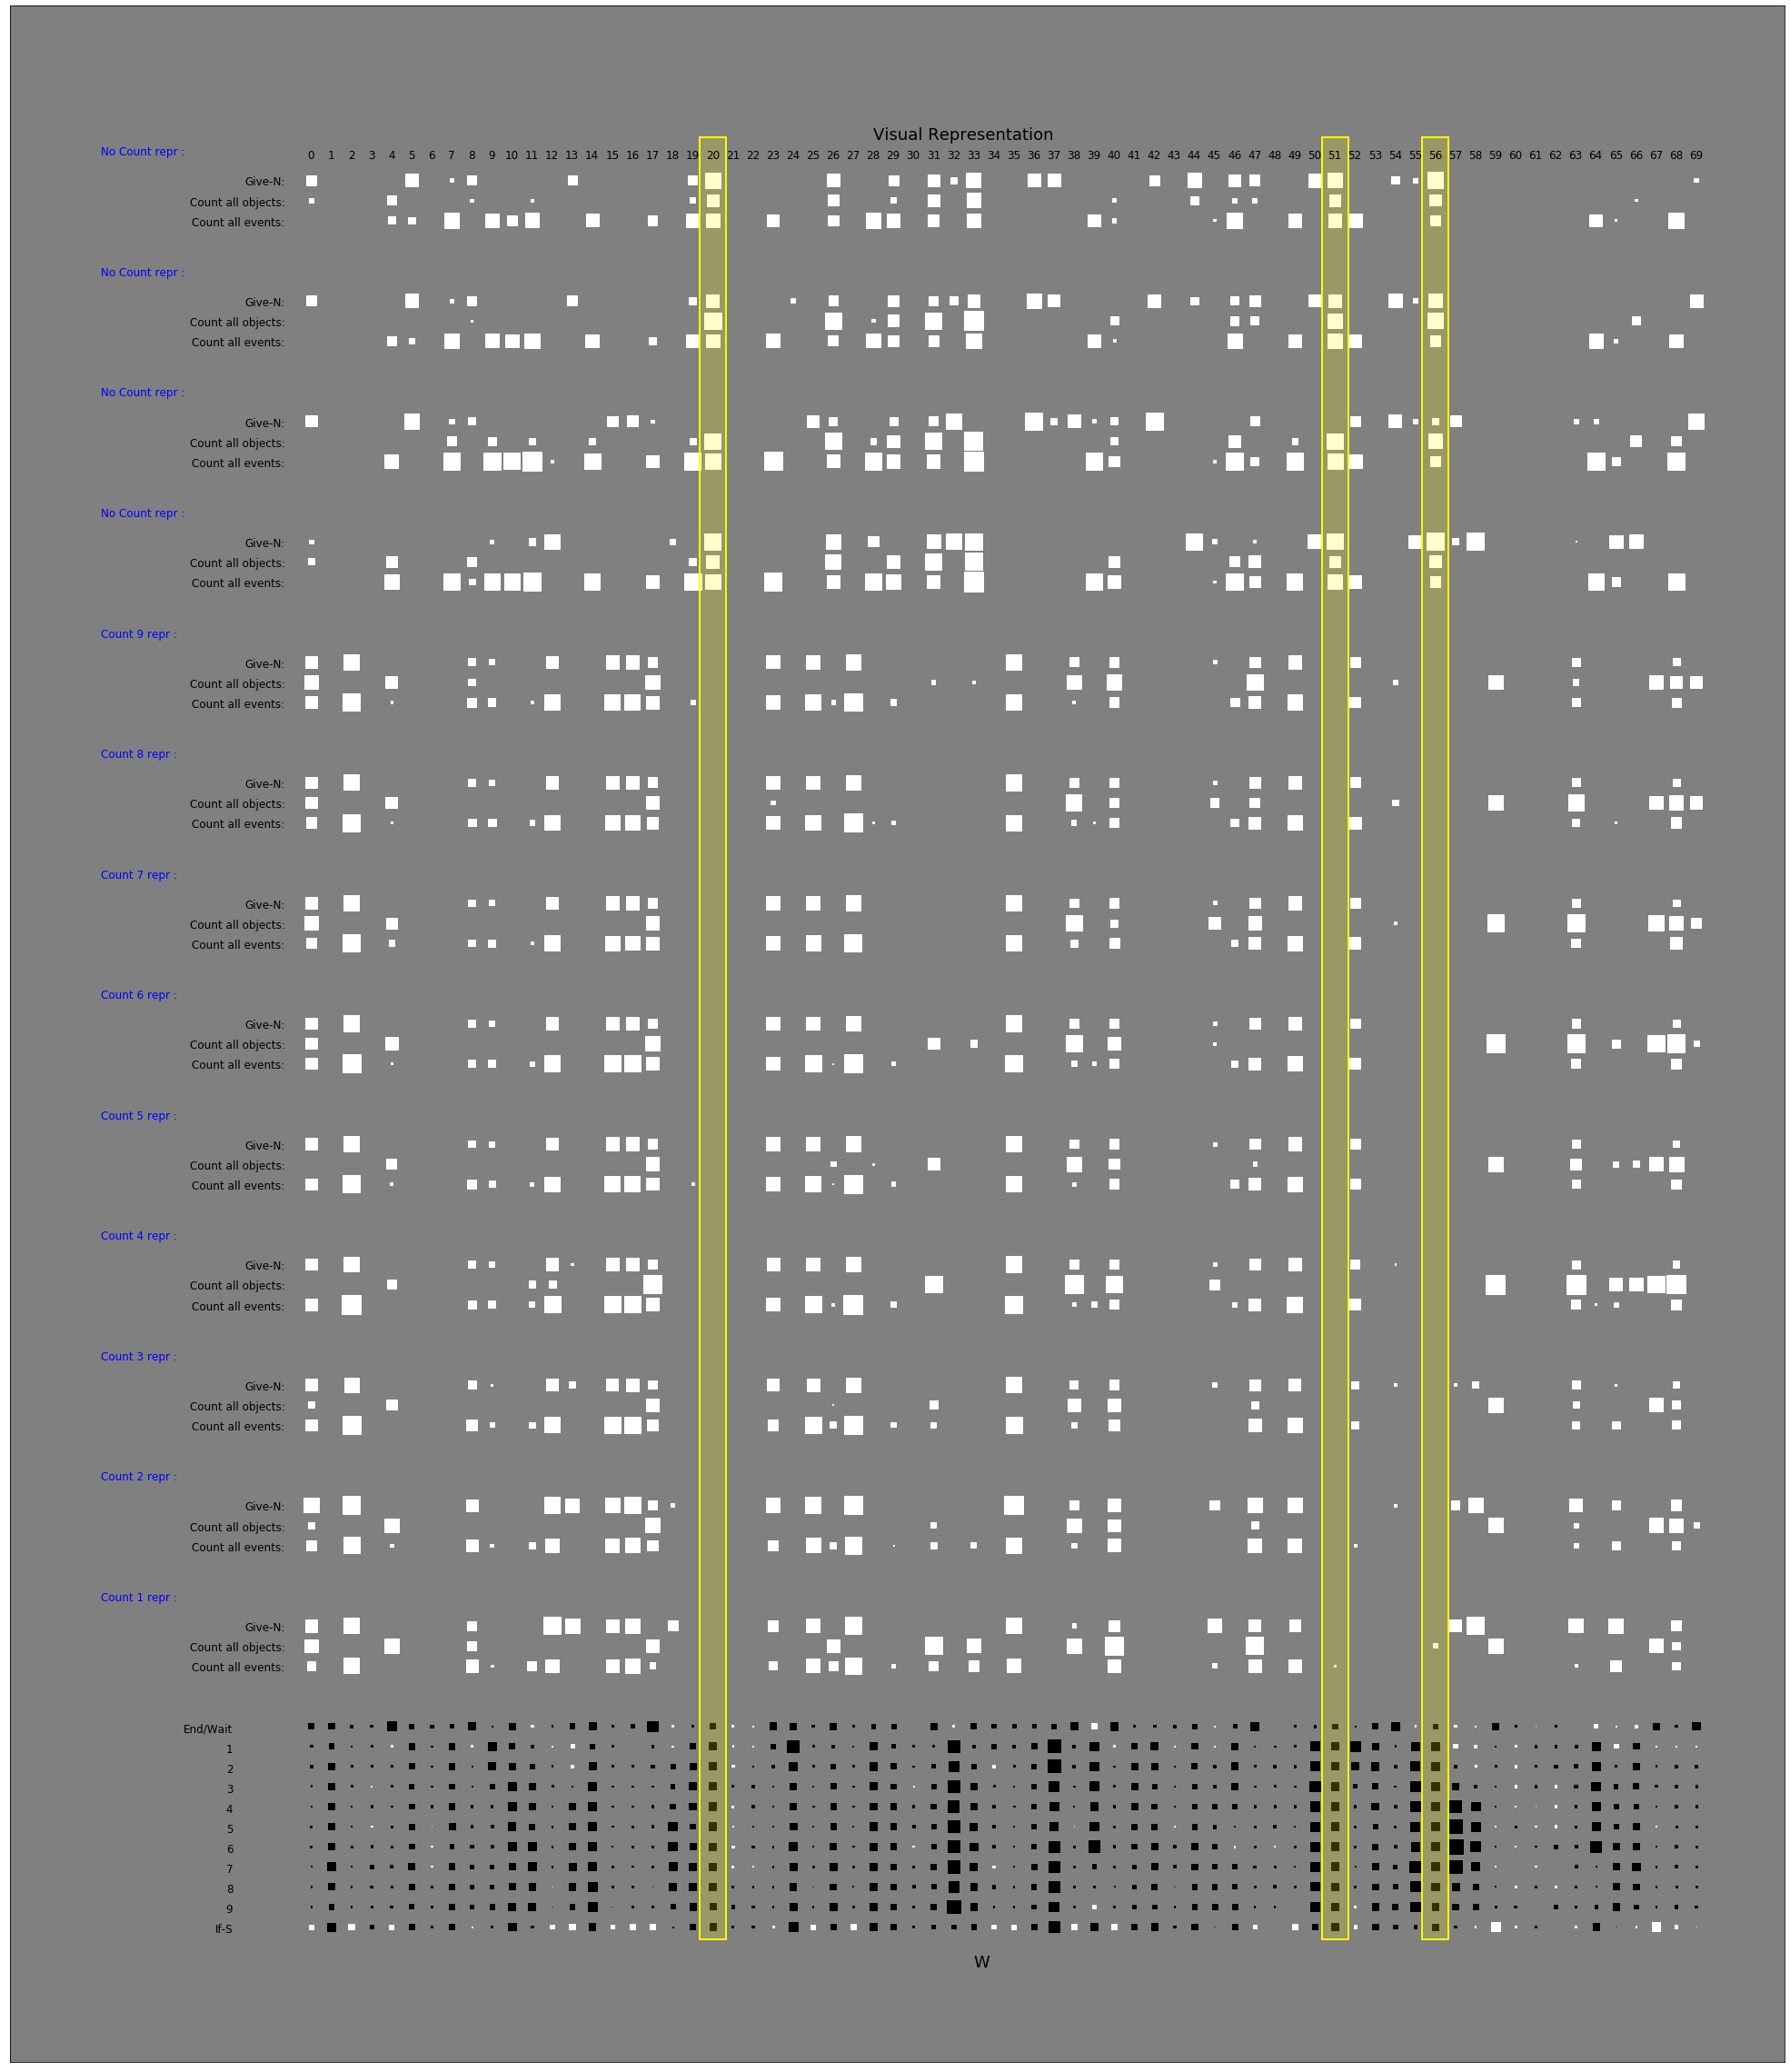 Visual Representation
No Count repr :
0 1 2 3 4 5 6 7 8 9 10 11 12 13 14 15 16 17 18 19 20 21 22 23 24 25 26 27 28 29 30 31 32 33 34 35 36 37 38 39 40 41 42 43 44 45 46 47 48 49 50 51 52 53 54 55 56 57 58 59 60 61 62 63 64 65 66 67 68 69
Give-N:
Count all objects:
Count all events:
No Count repr :
Give-N:
Count all objects:
Count all events:
No Count repr :
Give-N:
Count all objects:
Count all events:
No Count repr :
Give-N:
Count all objects:
Count all events:
Count 9 repr :
Give-N:
Count all objects:
Count all events:
Count 8 repr :
Give-N:
Count all objects:
Count all events:
Count 7 repr :
Give-N:
Count all objects:
Count all events:
Count 6 repr :
Give-N:
Count all objects:
Count all events:
Count 5 repr :
Give-N:
Count all objects:
Count all events:
Count 4 repr :
Give-N:
Count all objects:
Count all events:
Count 3 repr :
Give-N:
Count all objects:
Count all events:
Count 2 repr :
Give-N:
Count all objects:
Count all events:
Count 1 repr :
Give-N:
Count all objects:
Count all events:
End/Wait
1
2
3
4
5
6
7
8
9
If-S
W